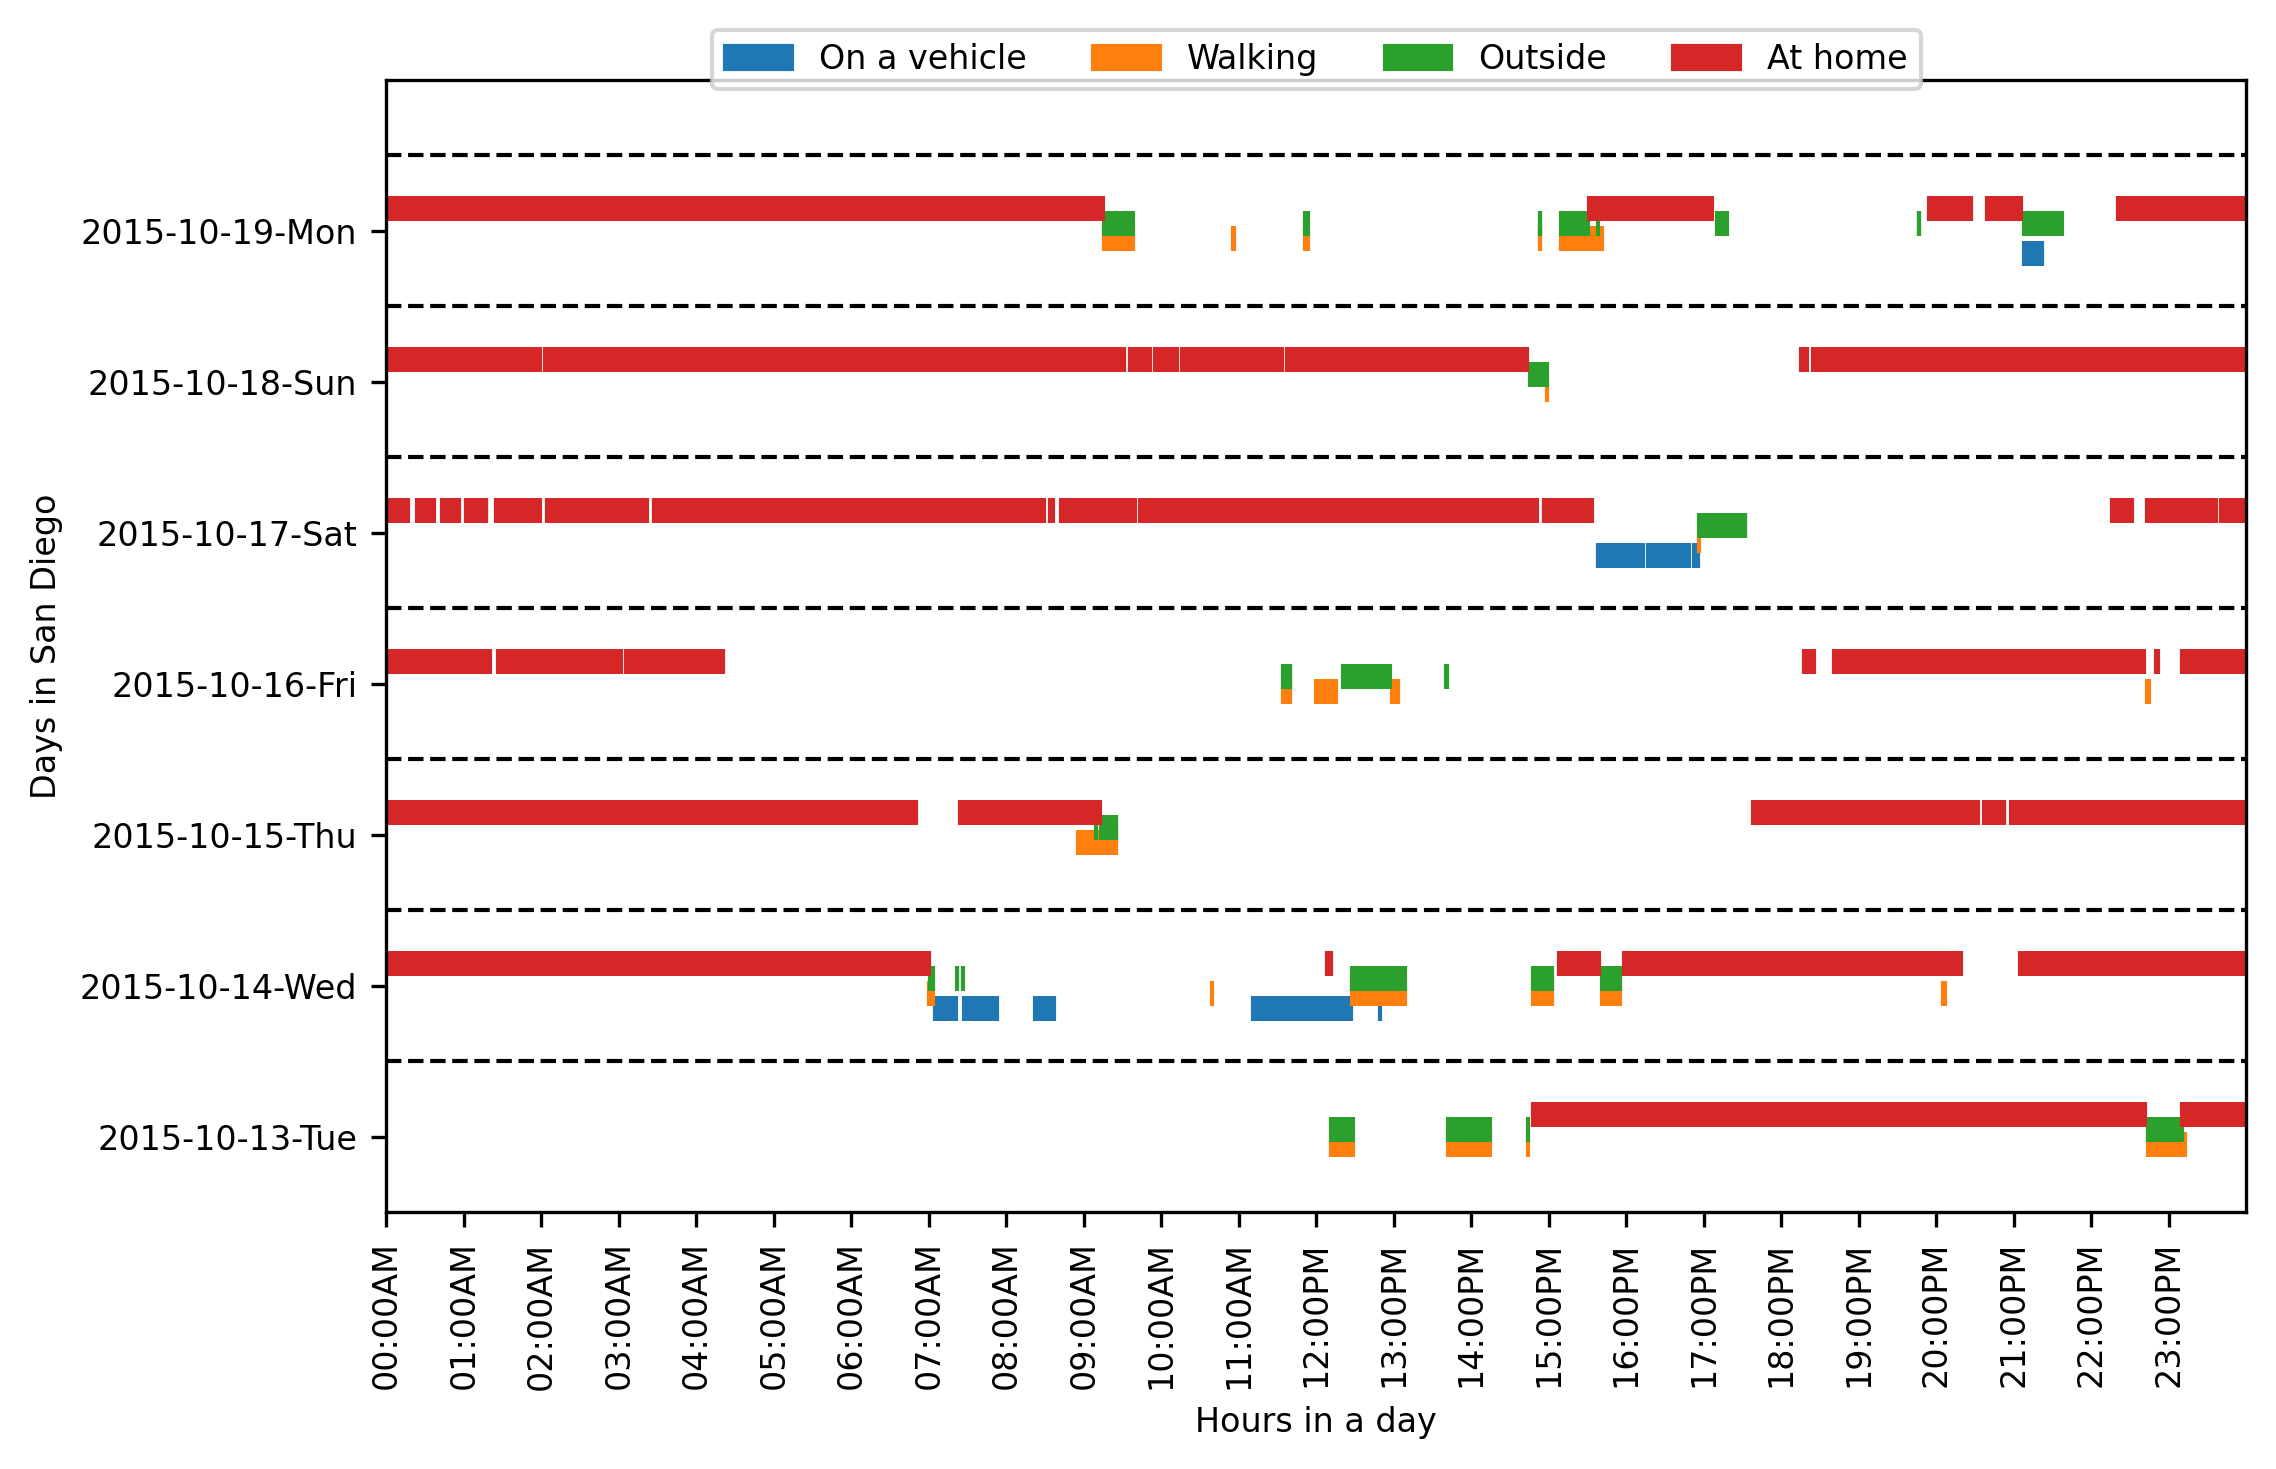 On a vehicle Walking Outside At home
2015-10-19-Mon
2015-10-18-Sun
2015-10-17-Sat
2015-10-16-Fri
2015-10-15-Thu
2015-10-14-Wed
2015-10-13-Tue
Days in San Diego
00:00AM 01:00AM 02:00AM 03:00AM 04:00AM 05:00AM 06:00AM 07:00AM 08:00AM 09:00AM 10:00AM 11:00AM 12:00PM 13:00PM 14:00PM 15:00PM 16:00PM 17:00PM 18:00PM 19:00PM 20:00PM 21:00PM 22:00PM 23:00PM
Hours in a day